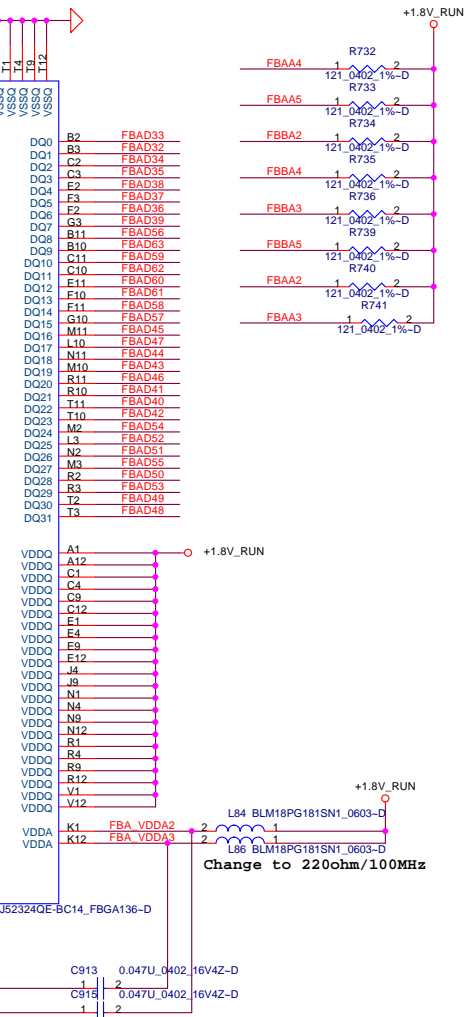 +1.8V_RUN
T1
T4
T9
T12
VSSQ
VSSQ
VSSQ
VSSQ
VSSQ
R732
FBAA4 1 2
121_0402_1%~D
R733
FBAA5 1 2
121_0402_1%~D
R734
FBBA2 1 2
121_0402_1%~D
R735
FBBA4 1 2
121_0402_1%~D
R736
FBBA3 1 2
121_0402_1%~D
R739
FBBA5 1 2
121_0402_1%~D
R740
FBAA2 1 2
121_0402_1%~D
R741
FBAA3 1 2
121_0402_1%~D
DQ0 B2 FBAD33
DQ1 B3 FBAD32
DQ2 C2 FBAD34
DQ3 C3 FBAD35
DQ4 E2 FBAD38
DQ5 F3 FBAD37
DQ6 F2 FBAD36
DQ7 G3 FBAD39
DQ8 B11 FBAD56
DQ9 B10 FBAD63
DQ10 C11 FBAD59
DQ11 C10 FBAD62
DQ12 E11 FBAD60
DQ13 F10 FBAD61
DQ14 F11 FBAD58
DQ15 G10 FBAD57
DQ16 M11 FBAD45
DQ17 L10 FBAD47
DQ18 N11 FBAD44
DQ19 M10 FBAD43
DQ20 R11 FBAD46
DQ21 R10 FBAD41
DQ22 T11 FBAD40
DQ23 T10 FBAD42
DQ24 M2 FBAD54
DQ25 L3 FBAD52
DQ26 N2 FBAD51
DQ27 M3 FBAD55
DQ28 R2 FBAD50
DQ29 R3 FBAD53
DQ30 T2 FBAD49
DQ31 T3 FBAD48
VDDQ A1 +1.8V_RUN
VDDQ A12
VDDQ C1
VDDQ C4
VDDQ C9
VDDQ C12
VDDQ E1
VDDQ E4
VDDQ E9
VDDQ E12
VDDQ J4
VDDQ J9
VDDQ N1
VDDQ N4
VDDQ N9
VDDQ N12
VDDQ R1
VDDQ R4
VDDQ R9
VDDQ R12
VDDQ V1
VDDQ V12
+1.8V_RUN
L84 BLM18PG181SN1_0603~D
VDDA K1 FBA_VDDA2 2 1
VDDA K12 FBA_VDDA3 2 1
L86 BLM18PG181SN1_0603~D
Change to 220ohm/100MHz
J52324QE-BC14_FBGA136~D
C913 0.047U_0402_16V4Z~D
1 2
C915 0.047U_0402_16V4Z~D
1 2